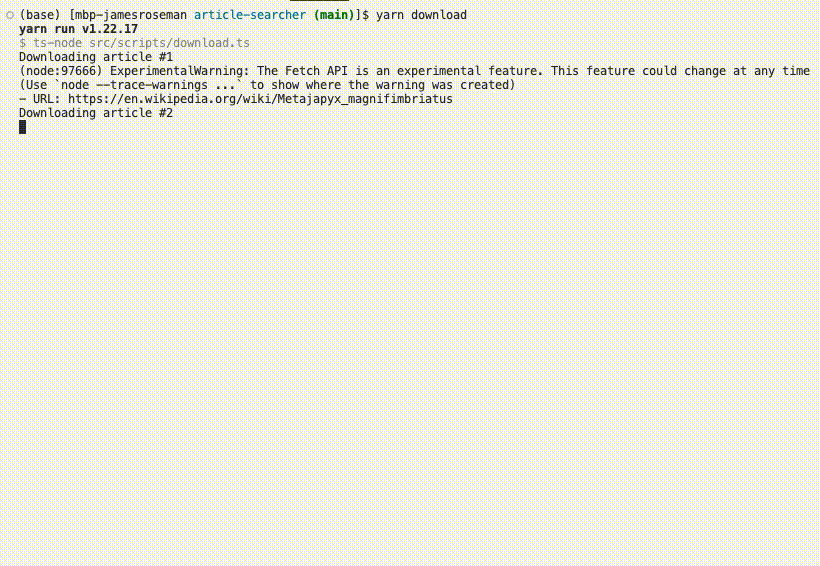 (base) [mbp-jamesroseman article-searcher (main)]$ yarn download
yarn run v1.22.17
$ ts-node src/scripts/download.ts
Downloading article #1
(node:97666) ExperimentalWarning: The Fetch API is an experimental feature. This feature could change at any time
(Use `node --trace-warnings ...` to show where the warning was created)
- URL: https://en.wikipedia.org/wiki/Metajapyx_magnifimbriatus
Downloading article #2